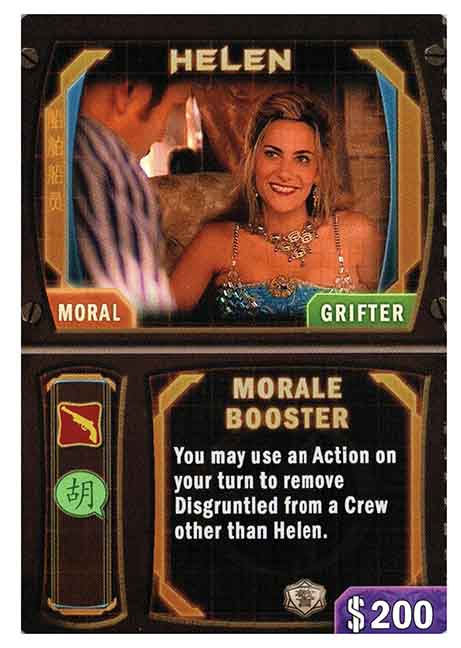 HELEN
MORAL
GRIFTER
MORALE
BOOSTER
You may use an Action on
your turn to remove
Disgruntled from a Crew
other than Helen.
胡
$200